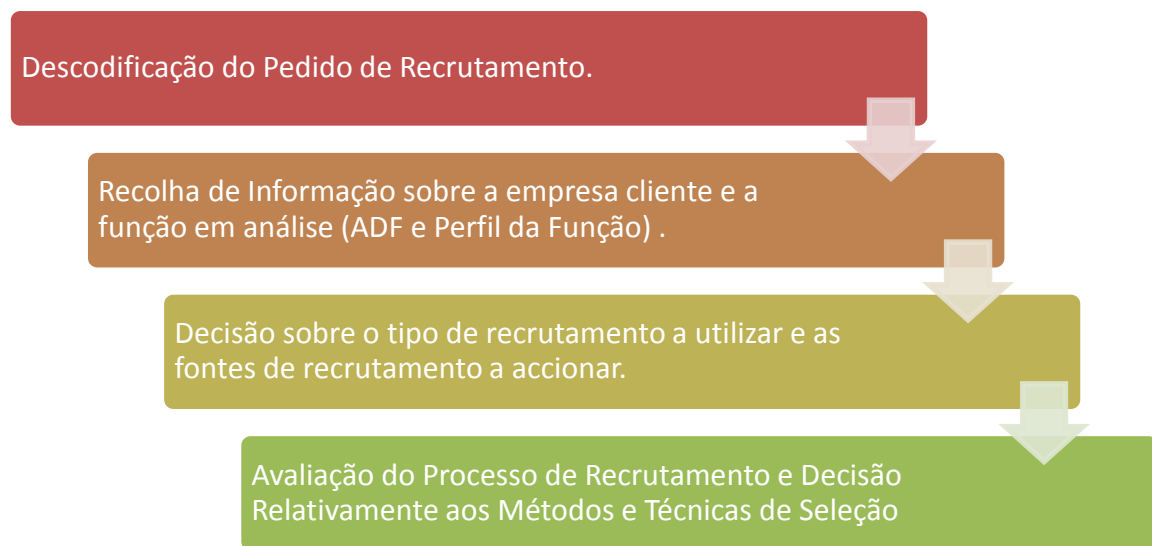 Descodificação do Pedido de Recrutamento.
Recolha de Informação sobre a empresa cliente e a
função em análise (ADF e Perfil da Função) .
Decisão sobre o tipo de recrutamento a utilizar e as
fontes de recrutamento a accionar.
Avaliação do Processo de Recrutamento e Decisão
Relativamente aos Métodos e Técnicas de Seleção